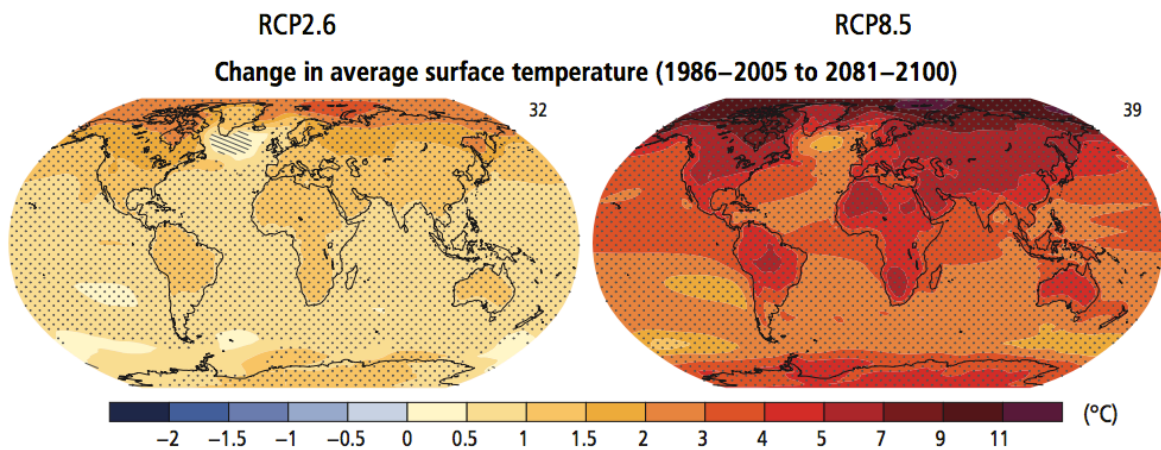 RCP2.6 RCP8.5
Change in average surface temperature (1986–2005 to 2081–2100)
32 39
−2 −1.5 −1 −0.5 0 0.5 1 1.5 2 3 4 5 7 9 11 (°C)